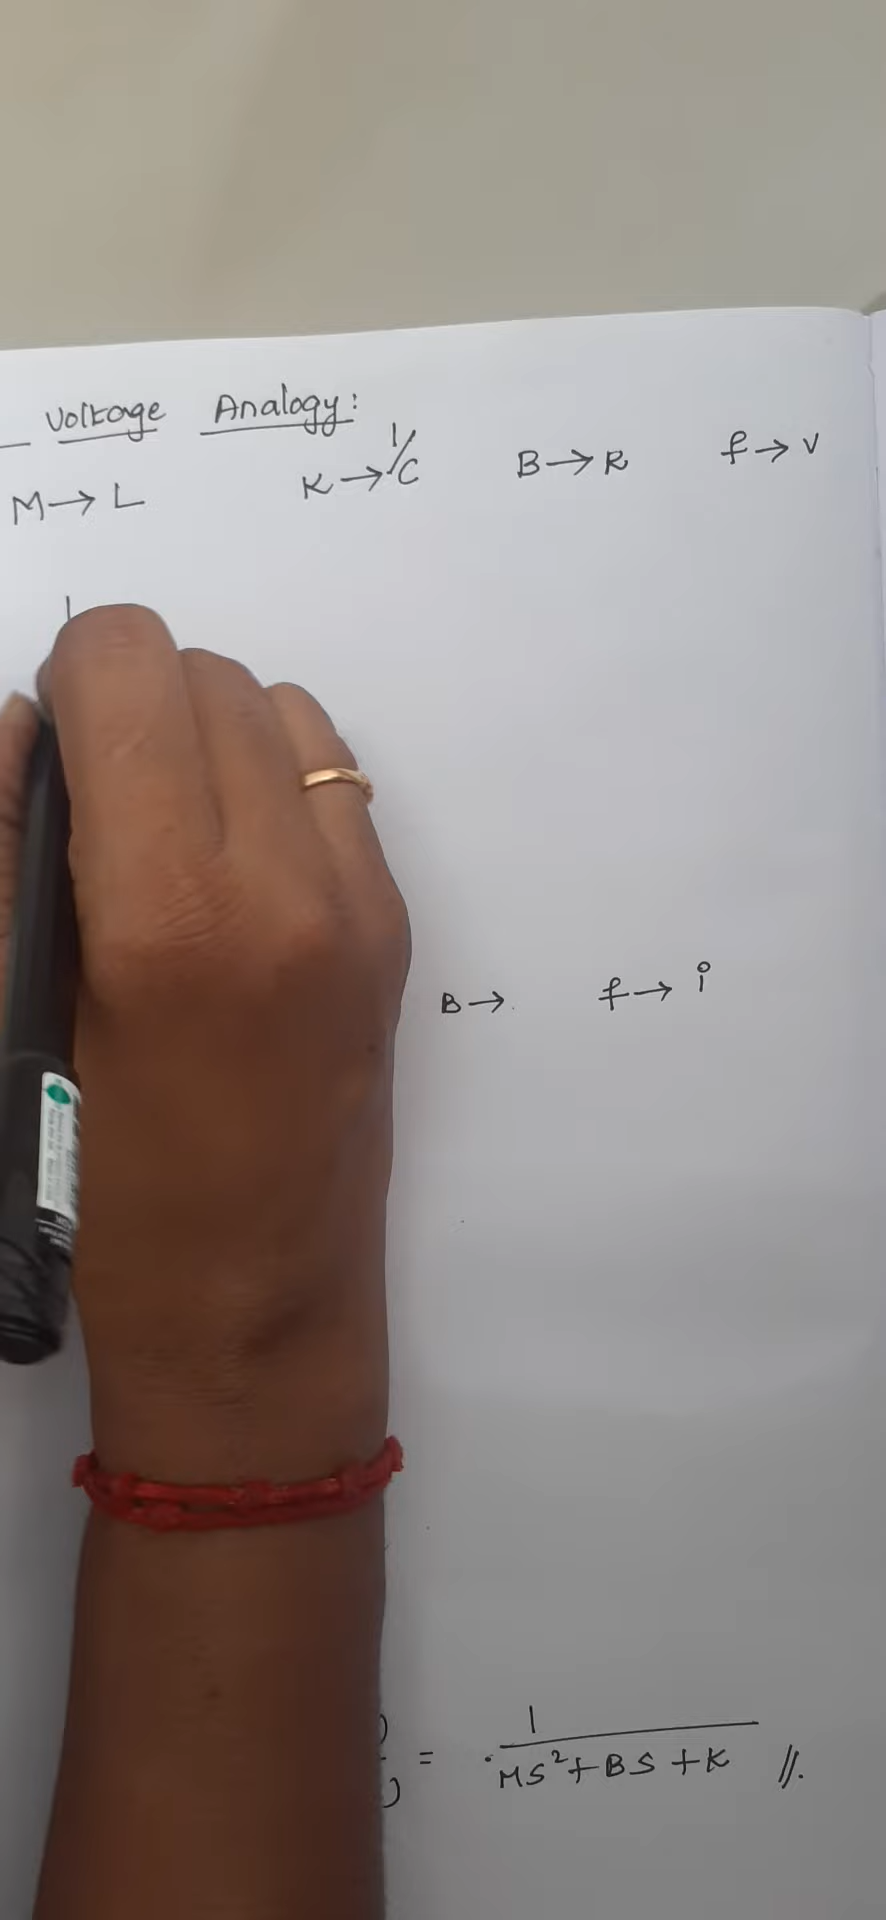 Voltage Analogy:
M→L K→1/C B→R f→V
B→ f→i
= 1/(MS²+BS+K) //.